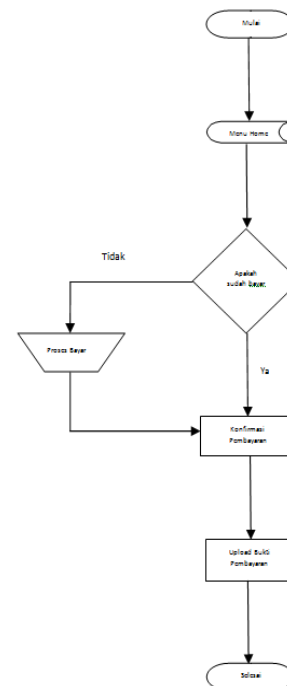 Mulai
Menu Home
Tidak
Apakah
sudah bayar
Proses Bayar
Ya
Konfirmasi
Pembayaran
Upload Bukti
Pembayaran
Selesai